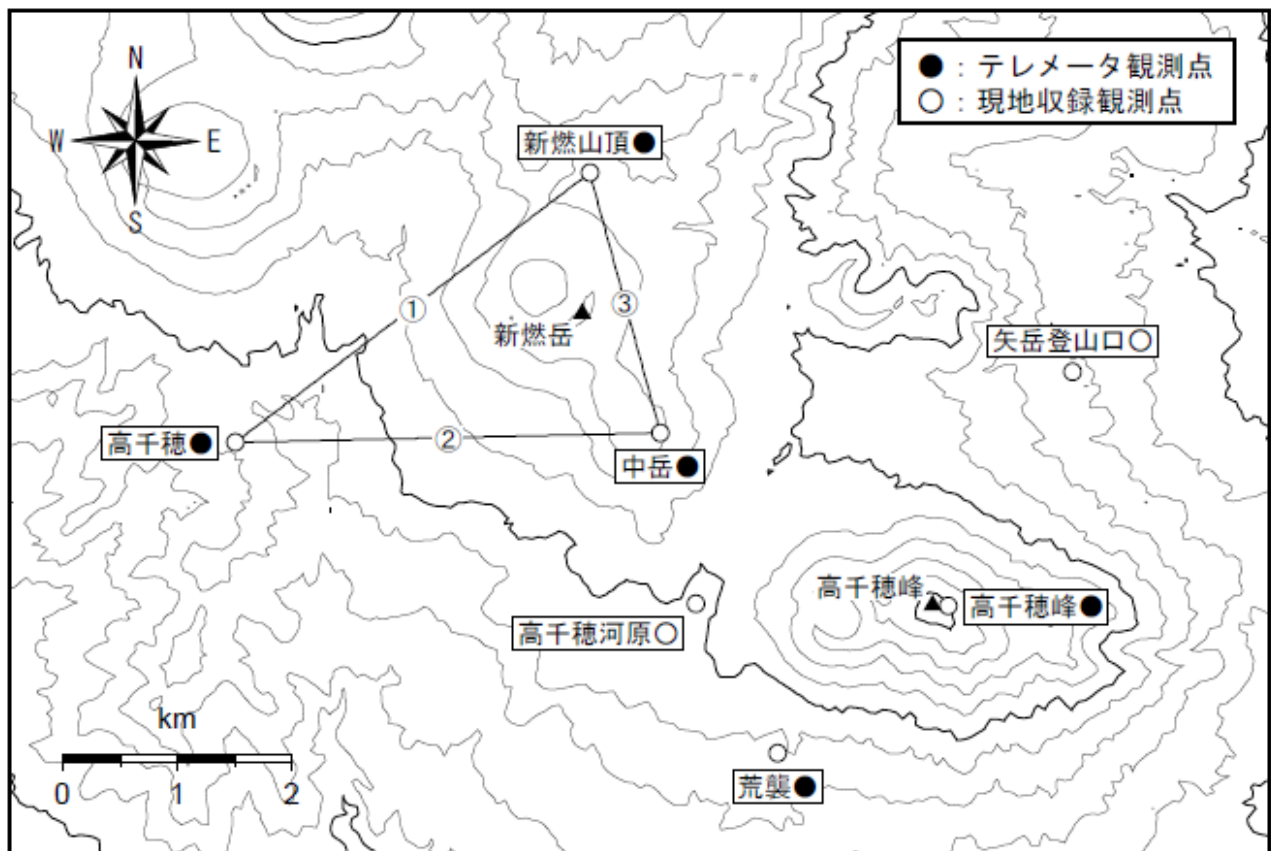 ●：テレメータ観測点
○：現地収録観測点
N
W
E
S
新燃山頂●
①
③
新燃岳
矢岳登山口○
高千穂●
②
中岳●
高千穂峰
高千穂峰●
高千穂河原○
km
0 1 2
荒襲●